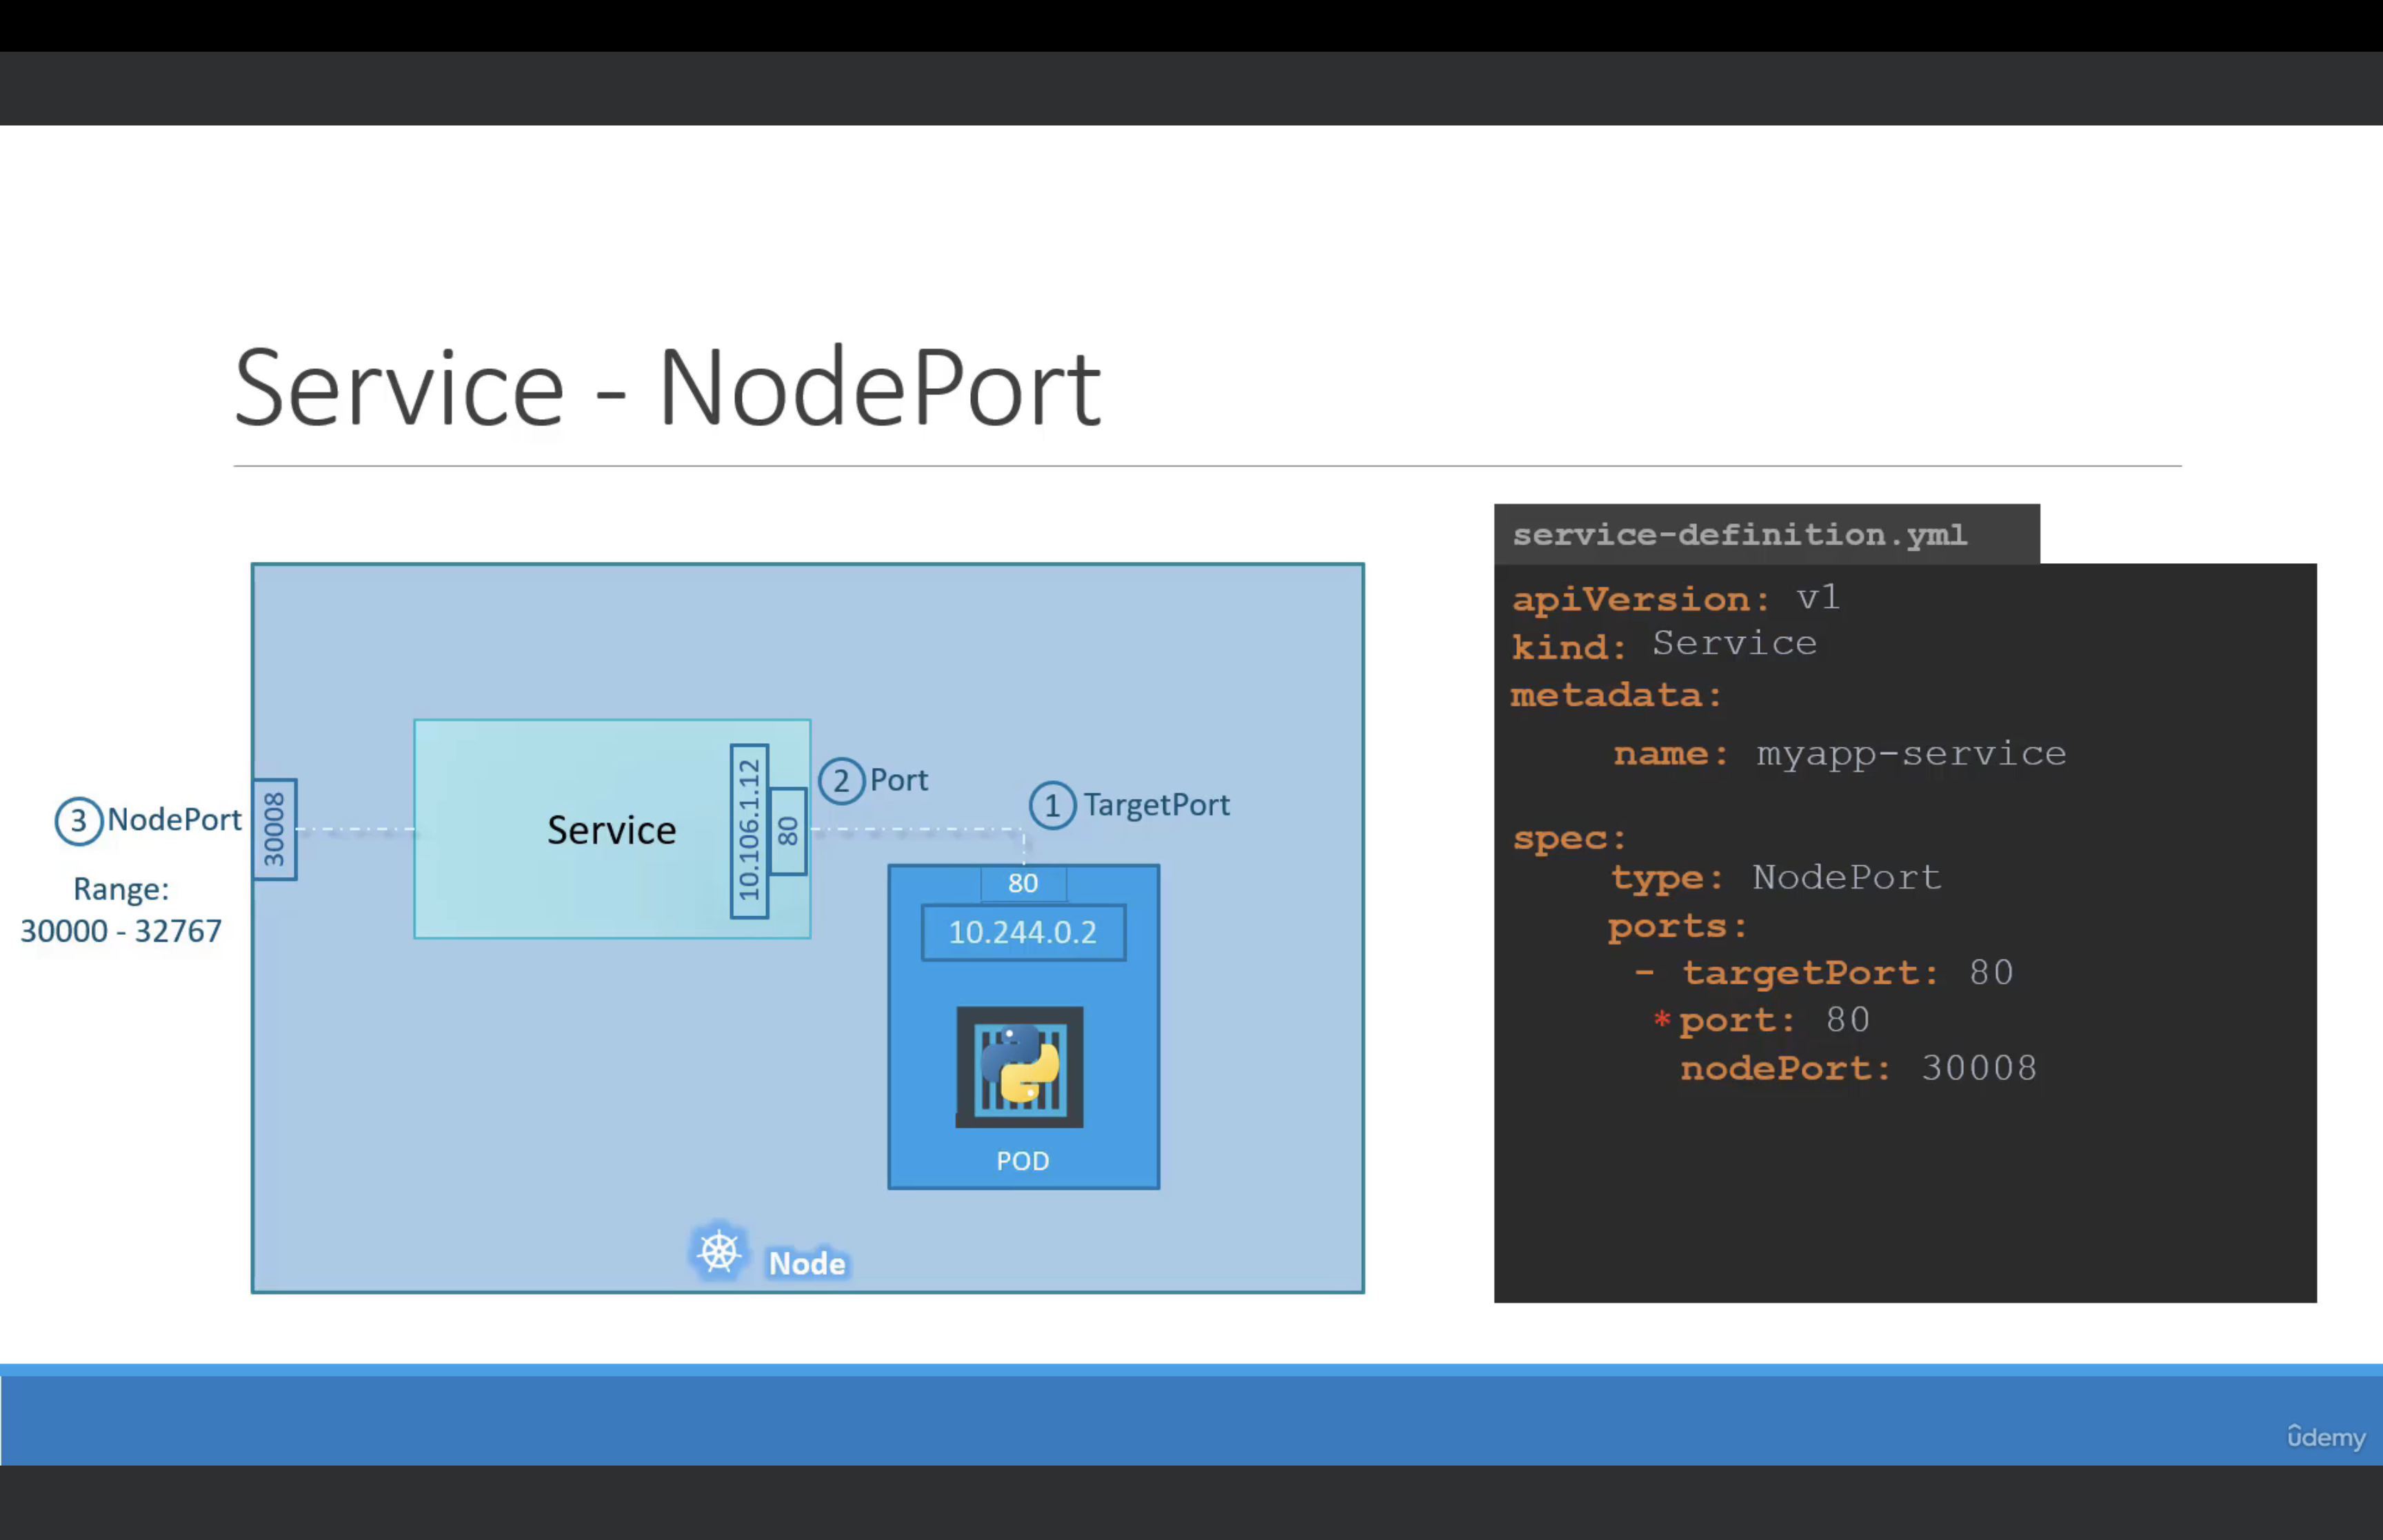 Service - NodePort
3 NodePort
Range:
30000 - 32767
30008
Service
10.106.1.12
80
2 Port
1 TargetPort
80
10.244.0.2
POD
Node
service-definition.yml
apiVersion: v1
kind: Service
metadata:
name: myapp-service
spec:
type: NodePort
ports:
- targetPort: 80
* port: 80
nodePort: 30008
ûdemy